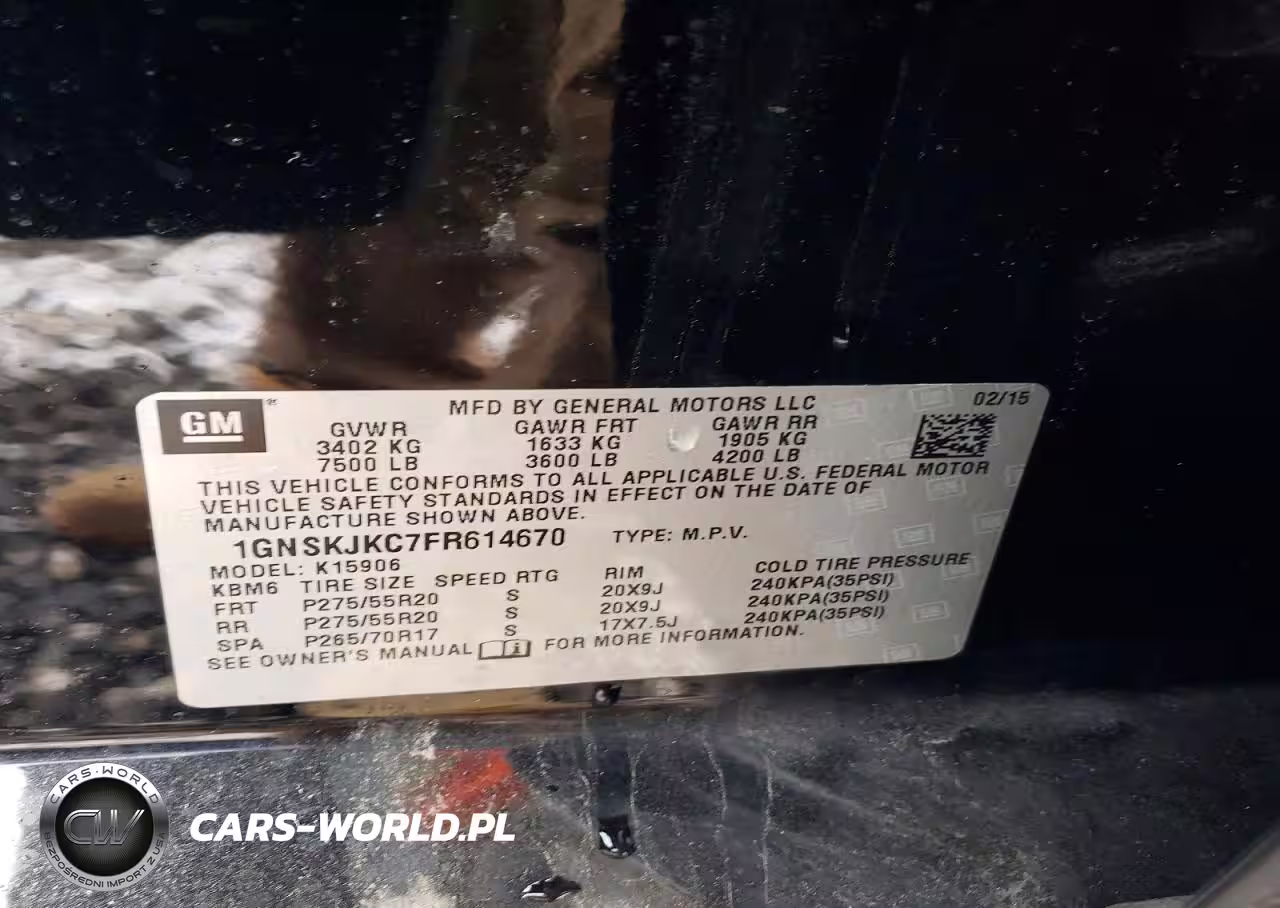 GM
MFD BY GENERAL MOTORS LLC 02/15
GVWR GAWR FRT GAWR RR
3402 KG 1633 KG 1905 KG
7500 LB 3600 LB 4200 LB
THIS VEHICLE CONFORMS TO ALL APPLICABLE U.S. FEDERAL MOTOR
VEHICLE SAFETY STANDARDS IN EFFECT ON THE DATE OF
MANUFACTURE SHOWN ABOVE.
1GNSKJKC7FR614670 TYPE: M.P.V.
MODEL: K15906
KBM6 TIRE SIZE SPEED RTG RIM COLD TIRE PRESSURE
FRT P275/55R20 S 20X9J 240KPA(35PSI)
RR P275/55R20 S 20X9J 240KPA(35PSI)
SPA P265/70R17 S 17X7.5J 240KPA(35PSI)
SEE OWNER'S MANUAL FOR MORE INFORMATION.
CARS-WORLD
CW
BEZPOŚREDNI IMPORT Z USA
CARS-WORLD.PL